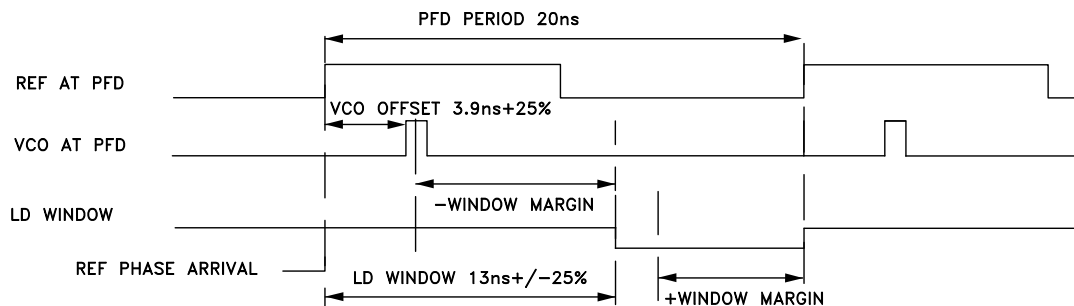 PFD PERIOD 20ns
REF AT PFD
VCO OFFSET 3.9ns+25%
VCO AT PFD
-WINDOW MARGIN
LD WINDOW
REF PHASE ARRIVAL
LD WINDOW 13ns+/-25%
+WINDOW MARGIN